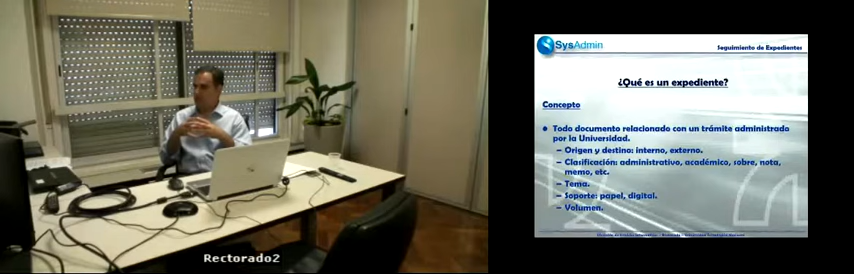 Rectorado2
SysAdmin
Seguimiento de Expedientes
¿Qué es un expediente?
Concepto
● Todo documento relacionado con un trámite administrado
por la Universidad.
– Origen y destino: interno, externo.
– Clasificación: administrativo, académico, sobre, nota,
memo, etc.
– Tema.
– Soporte: papel, digital.
– Volumen.